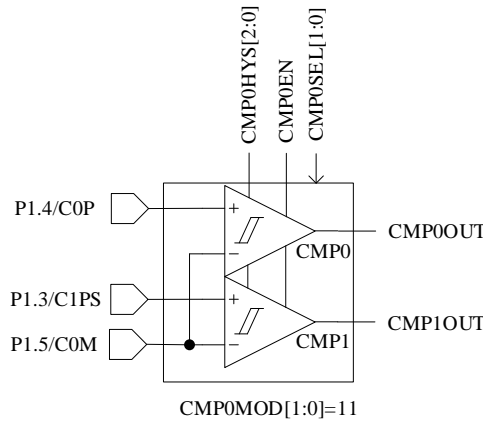 CMP0HYS[2:0]
CMP0EN
CMP0SEL[1:0]
P1.4/C0P
+
−
CMP0
CMP0OUT
P1.3/C1PS
+
P1.5/C0M
−
CMP1
CMP1OUT
CMP0MOD[1:0]=11